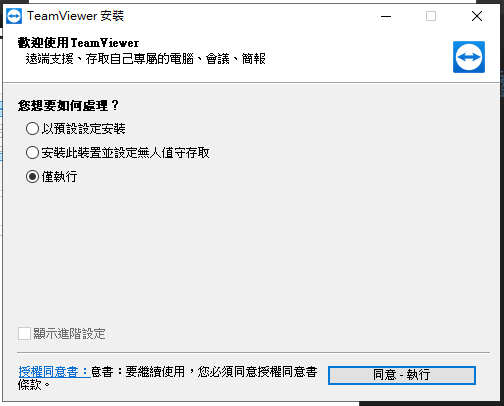 TeamViewer 安裝
歡迎使用TeamViewer
遠端支援、存取自己專屬的電腦、會議、簡報
您想要如何處理？
以預設設定安裝
安裝此裝置並設定無人值守存取
僅執行
顯示進階設定
授權同意書：意書：要繼續使用，您必須同意授權同意書
條款。
同意 - 執行